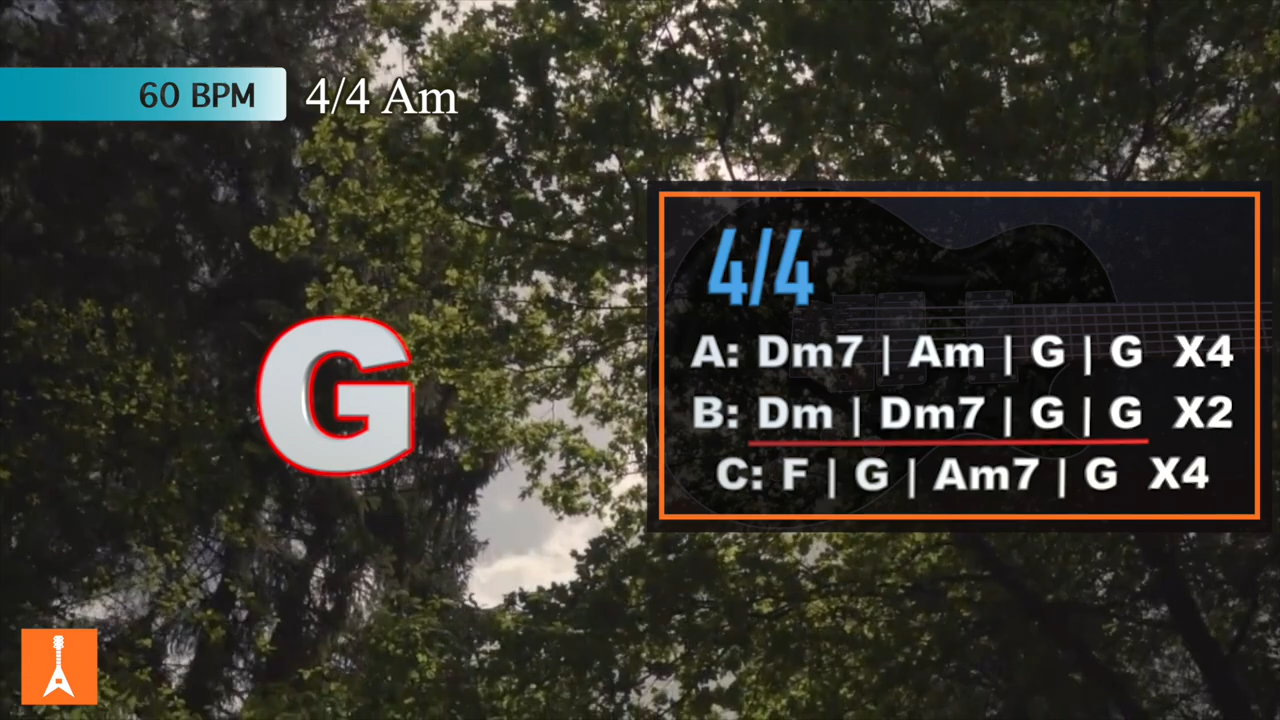 60 BPM 4/4 Am
G
4/4
A: Dm7 | Am | G | G X4
B: Dm | Dm7 | G | G X2
C: F | G | Am7 | G X4